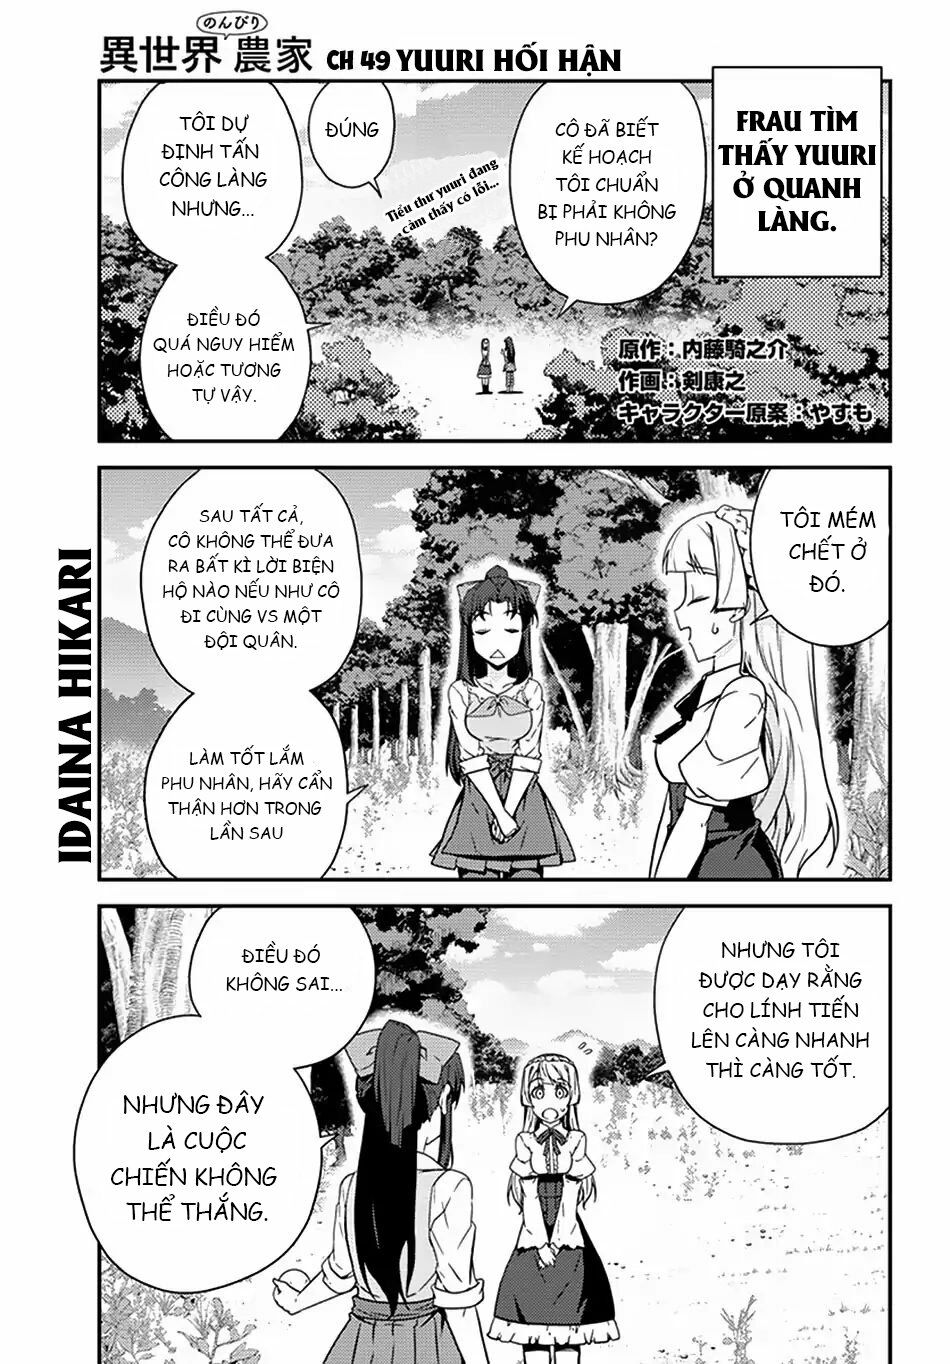 のんびり
異世界 農家 CH 49 YUURI HỐI HẬN
FRAU TÌM
THẤY YUURI
Ở QUANH
LÀNG.
CÔ ĐÃ BIẾT
KẾ HOẠCH
TÔI CHUẨN
BỊ PHẢI KHÔNG
PHU NHÂN?
Tiểu thư yuuri đang
cảm thấy có lỗi...
ĐÚNG
TÔI DỰ
ĐỊNH TẤN
CÔNG LÀNG
NHƯNG...
ĐIỀU ĐÓ
QUÁ NGUY HIỂM
HOẶC TƯƠNG
TỰ VẬY.
原作：内藤騎之介
作画：剣康之
キャラクター原案：やすも
TÔI MÉM
CHẾT Ở
ĐÓ.
SAU TẤT CẢ,
CÔ KHÔNG THỂ ĐƯA
RA BẤT KÌ LỜI BIỆN
HỘ NÀO NẾU NHƯ CÔ
ĐI CÙNG VS MỘT
ĐỘI QUÂN.
LÀM TỐT LẮM
PHU NHÂN, HÃY CẨN
THẬN HƠN TRONG
LẦN SAU
IDAINA HIKARI
NHƯNG TÔI
ĐƯỢC DẠY RẰNG
CHO LÍNH TIẾN
LÊN CÀNG NHANH
THÌ CÀNG TỐT.
ĐIỀU ĐÓ
KHÔNG SAI...
NHƯNG ĐÂY
LÀ CUỘC
CHIẾN KHÔNG
THỂ THẮNG.